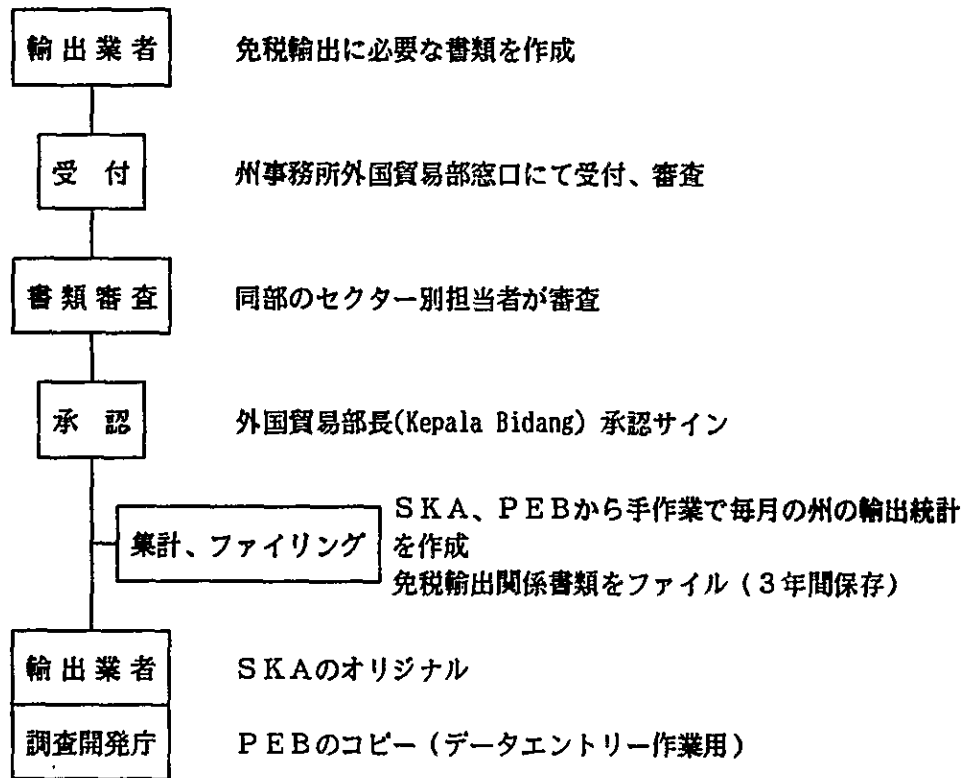 輸出業者 免税輸出に必要な書類を作成
受付 州事務所外国貿易部窓口にて受付、審査
書類審査 同部のセクター別担当者が審査
承認 外国貿易部長(Kepala Bidang) 承認サイン
SKA、PEBから手作業で毎月の州の輸出統計
集計、ファイリング を作成
免税輸出関係書類をファイル(3年間保存)
輸出業者 SKAのオリジナル
調査開発庁 PEBのコピー(データエントリー作業用)